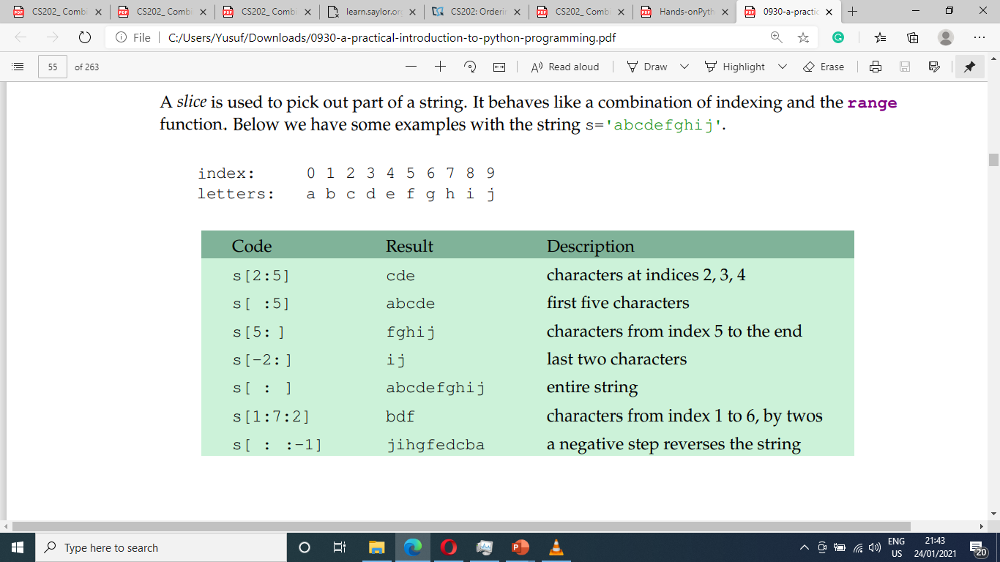 CS202_ Combi
CS202_ Combi
CS202_ Combi
learn.saylor.or
CS202: Orderin
CS202_ Combi
Hands-onPyth
0930-a-practic
File
C:/Users/Yusuf/Downloads/0930-a-practical-introduction-to-python-programming.pdf
55 of 263
Read aloud
Draw
Highlight
Erase
A slice is used to pick out part of a string. It behaves like a combination of indexing and the range
function. Below we have some examples with the string s='abcdefghij'.
index: 0 1 2 3 4 5 6 7 8 9
letters: a b c d e f g h i j
Code Result Description
s[2:5] cde characters at indices 2, 3, 4
s[ :5] abcde first five characters
s[5: ] fghij characters from index 5 to the end
s[-2: ] ij last two characters
s[ : ] abcdefghij entire string
s[1:7:2] bdf characters from index 1 to 6, by twos
s[ : :-1] jihgfedcba a negative step reverses the string
Type here to search
ENG
US
21:43
24/01/2021
20